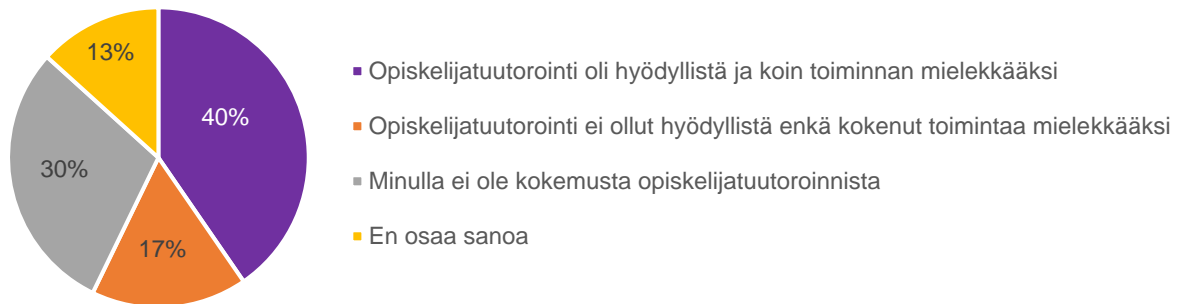 13%
40%
30%
17%
Opiskelijatuutorointi oli hyödyllistä ja koin toiminnan mielekkääksi
Opiskelijatuutorointi ei ollut hyödyllistä enkä kokenut toimintaa mielekkääksi
Minulla ei ole kokemusta opiskelijatuutoroinnista
En osaa sanoa